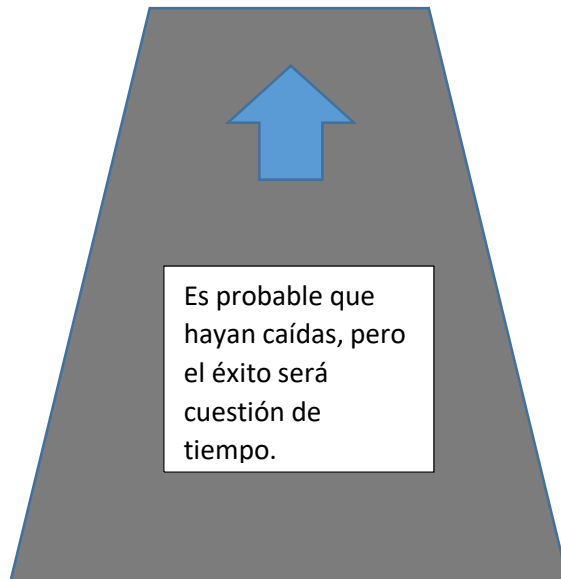 Es probable que
hayan caídas, pero
el éxito será
cuestión de
tiempo.